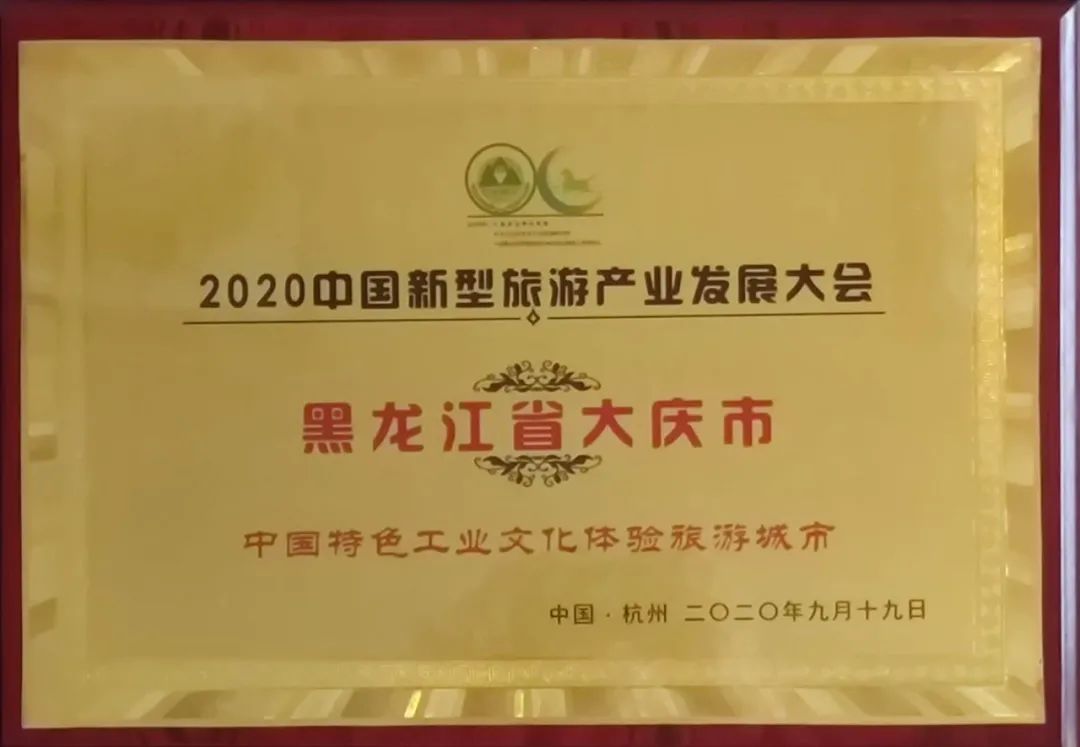 2020中国新型旅游产业发展大会
黑龙江省大庆市
中国特色工业文化体验旅游城市
中国·杭州 二〇二〇年九月十九日